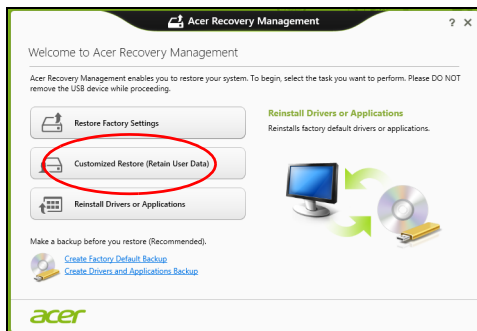 Acer Recovery Management
? ×
Welcome to Acer Recovery Management
Acer Recovery Management enables you to restore your system. To begin, select the task you want to perform. Please DO NOT
remove the USB device while proceeding.
Restore Factory Settings
Customized Restore (Retain User Data)
Reinstall Drivers or Applications
Reinstall Drivers or Applications
Reinstalls factory default drivers or applications.
Make a backup before you restore (Recommended).
Create Factory Default Backup
Create Drivers and Applications Backup
acer